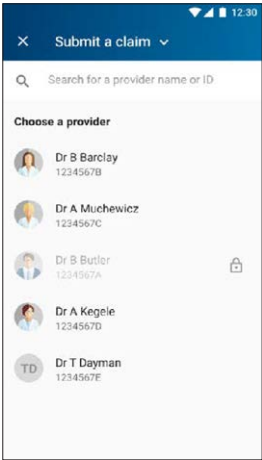 12:30
Submit a claim
Search for a provider name or ID
Choose a provider
Dr B Barclay
1234567B
Dr A Muchewicz
1234567C
Dr B Butler
1234567A
Dr A Kegele
1234567D
TD
Dr T Dayman
1234567E